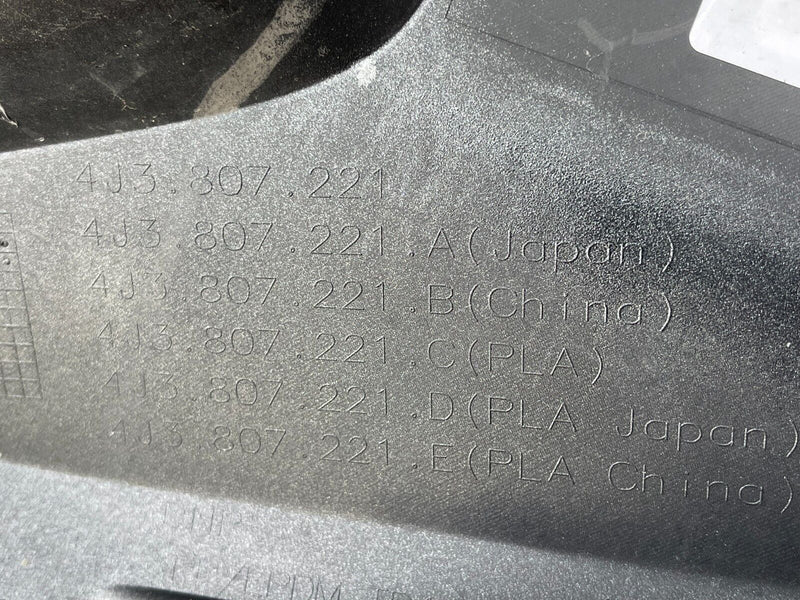 4J3.807.221
4J3.807.221.A(Japan)
4J3.807.221.B(China)
4J3.807.221.C(PLA)
4J3.807.221.D(PLA Japan)
4J3.807.221.E(PLA China)